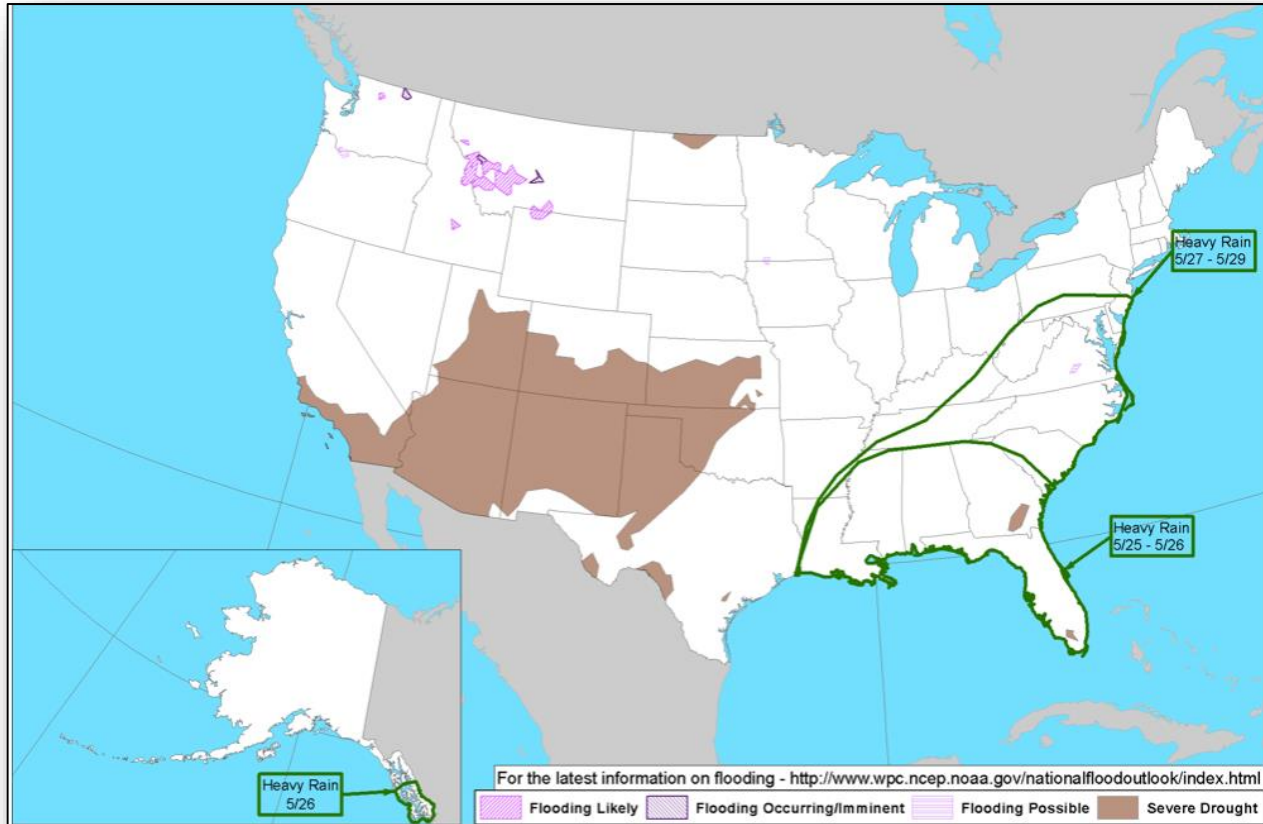 Heavy Rain
5/27 - 5/29
Heavy Rain
5/25 - 5/26
Heavy Rain
5/26
For the latest information on flooding - http://www.wpc.ncep.noaa.gov/nationalfloodoutlook/index.html
Flooding Likely Flooding Occurring/Imminent Flooding Possible Severe Drought